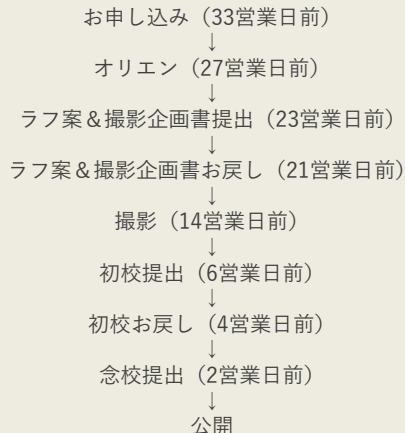 お申し込み（33営業日前）
↓
オリエン（27営業日前）
↓
ラフ案＆撮影企画書提出（23営業日前）
↓
ラフ案＆撮影企画書お戻し（21営業日前）
↓
撮影（14営業日前）
↓
初校提出（6営業日前）
↓
初校お戻し（4営業日前）
↓
念校提出（2営業日前）
↓
公開